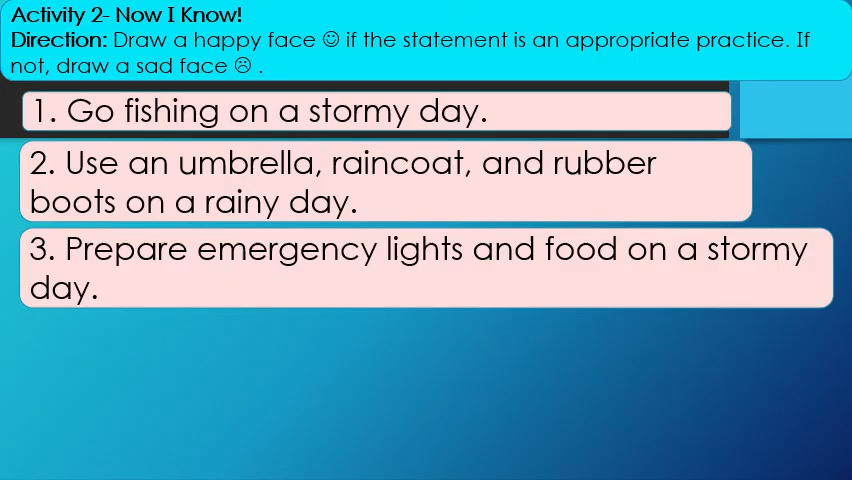 Activity 2- Now I Know!
Direction: Draw a happy face ☺ if the statement is an appropriate practice. If
not, draw a sad face ☹ .
1. Go fishing on a stormy day.
2. Use an umbrella, raincoat, and rubber
boots on a rainy day.
3. Prepare emergency lights and food on a stormy
day.